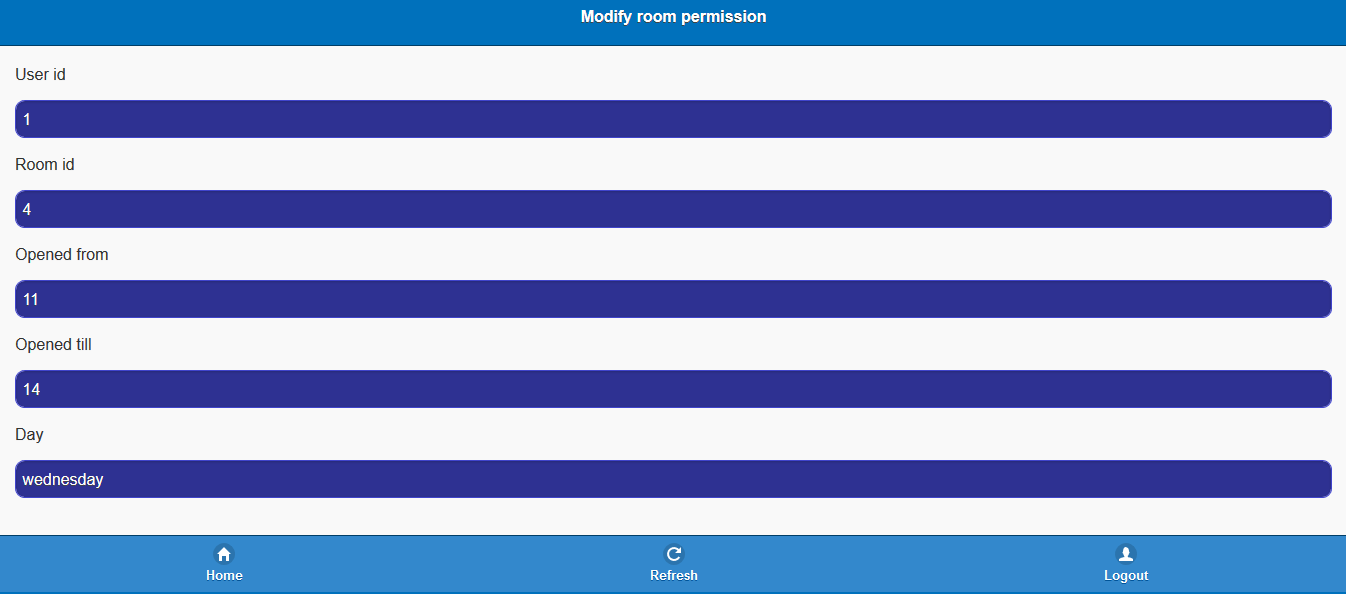 Modify room permission
User id
1
Room id
4
Opened from
11
Opened till
14
Day
wednesday
Home Refresh Logout